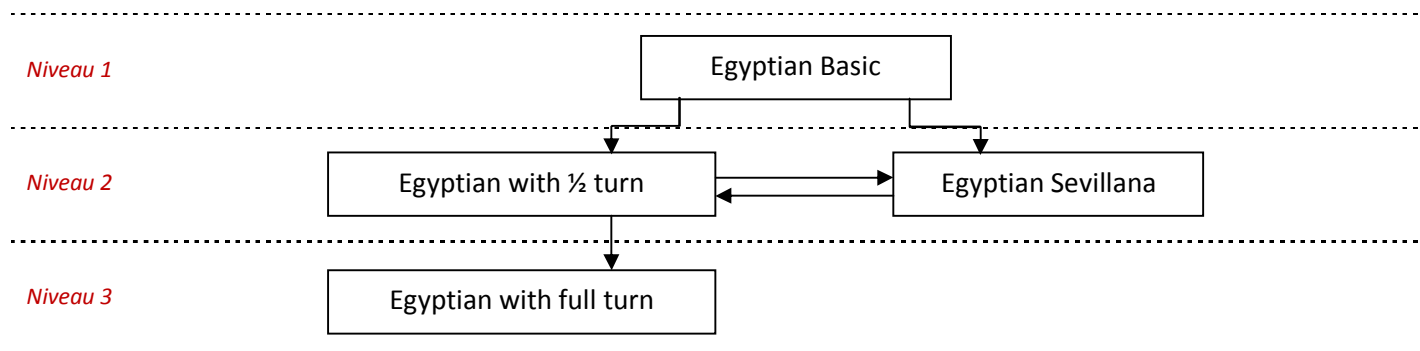 Niveau 1
Egyptian Basic
Niveau 2
Egyptian with ½ turn
Egyptian Sevillana
Niveau 3
Egyptian with full turn